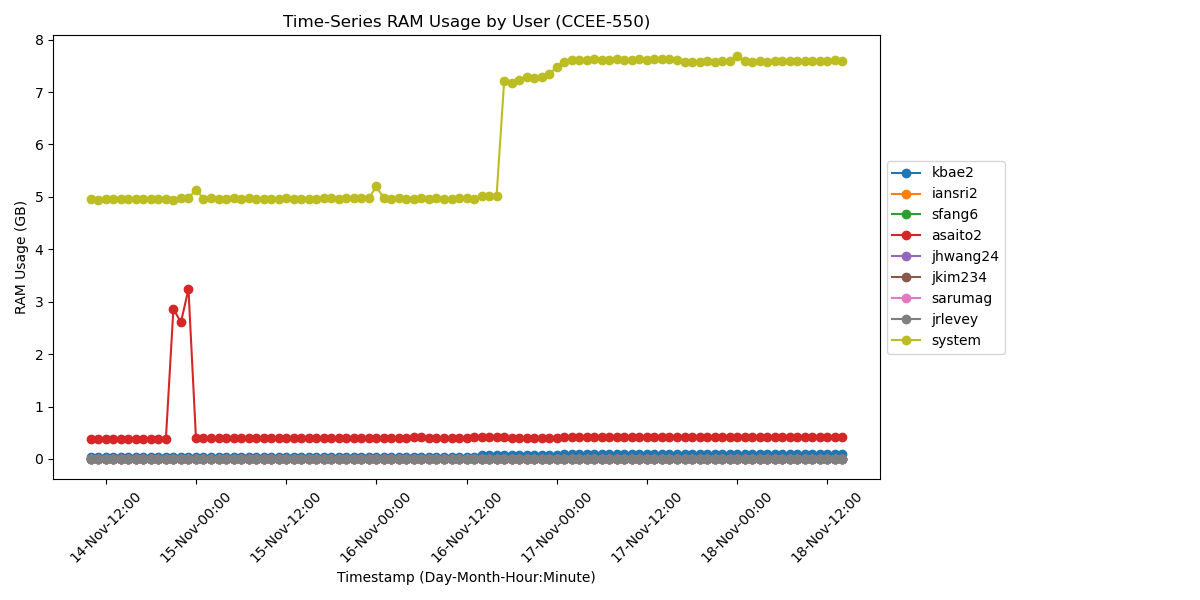 Time-Series RAM Usage by User (CCEE-550)
RAM Usage (GB)
8
7
6
5
4
3
2
1
0
14-Nov-12:00
15-Nov-00:00
15-Nov-12:00
16-Nov-00:00
16-Nov-12:00
17-Nov-00:00
17-Nov-12:00
18-Nov-00:00
18-Nov-12:00
Timestamp (Day-Month-Hour:Minute)
kbae2
iansri2
sfang6
asaito2
jhwang24
jkim234
sarumag
jrlevey
system